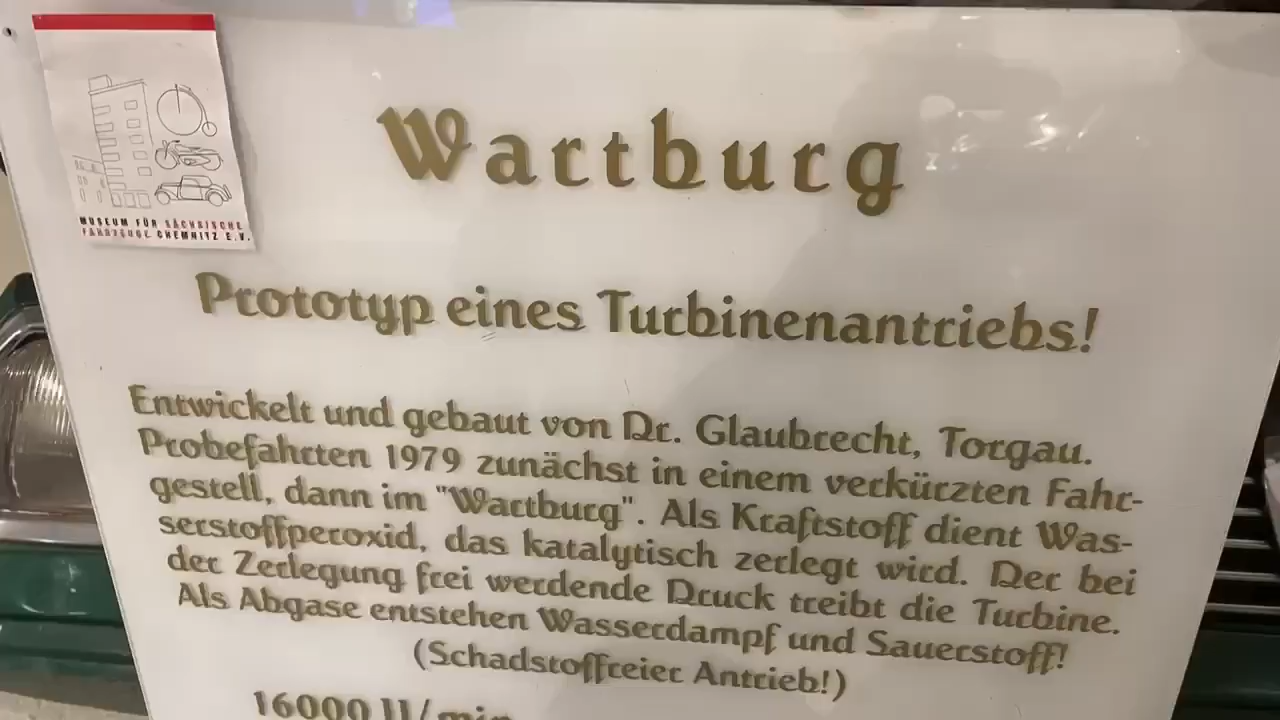 MUSEUM FÜR SÄCHSISCHE
FAHRZEUGE CHEMNITZ E.V.
Wartburg
Prototyp eines Turbinenantriebs!
Entwickelt und gebaut von Dr. Glaubrecht, Torgau.
Probefahrten 1979 zunächst in einem verkürzten Fahr-
gestell, dann im "Wartburg". Als Kraftstoff dient Was-
serstoffperoxid, das katalytisch zerlegt wird. Der bei
der Zerlegung frei werdende Druck treibt die Turbine.
Als Abgase entstehen Wasserdampf und Sauerstoff!
(Schadstoffreier Antrieb!)
16000 U/min